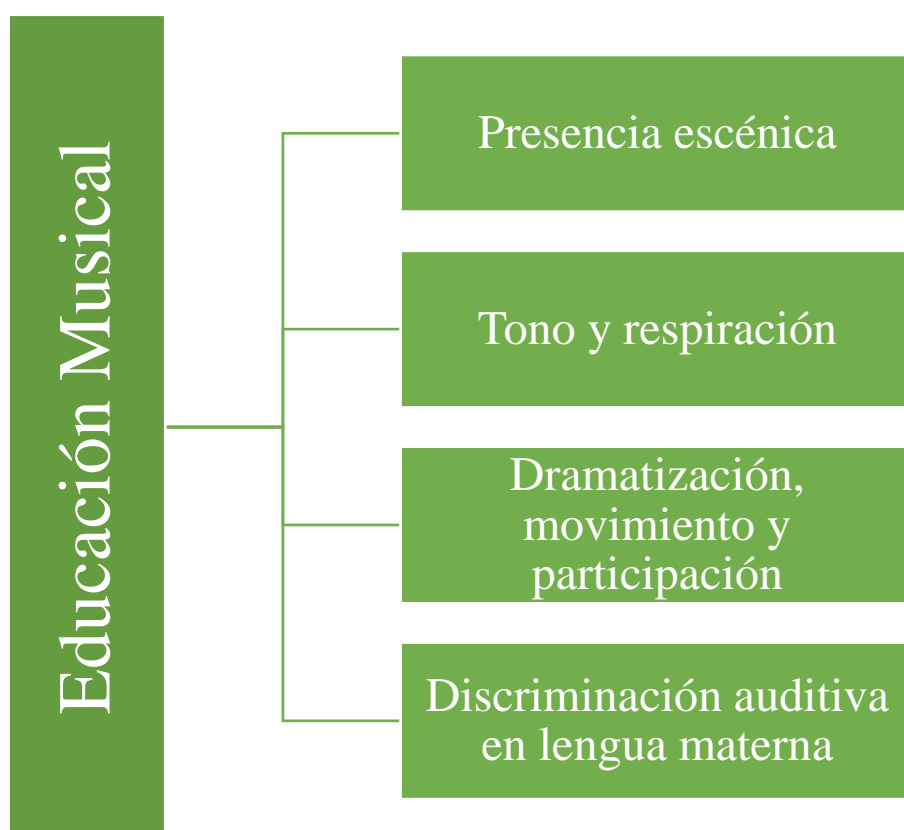 Educación Musical
Presencia escénica
Tono y respiración
Dramatización,
movimiento y
participación
Discriminación auditiva
en lengua materna